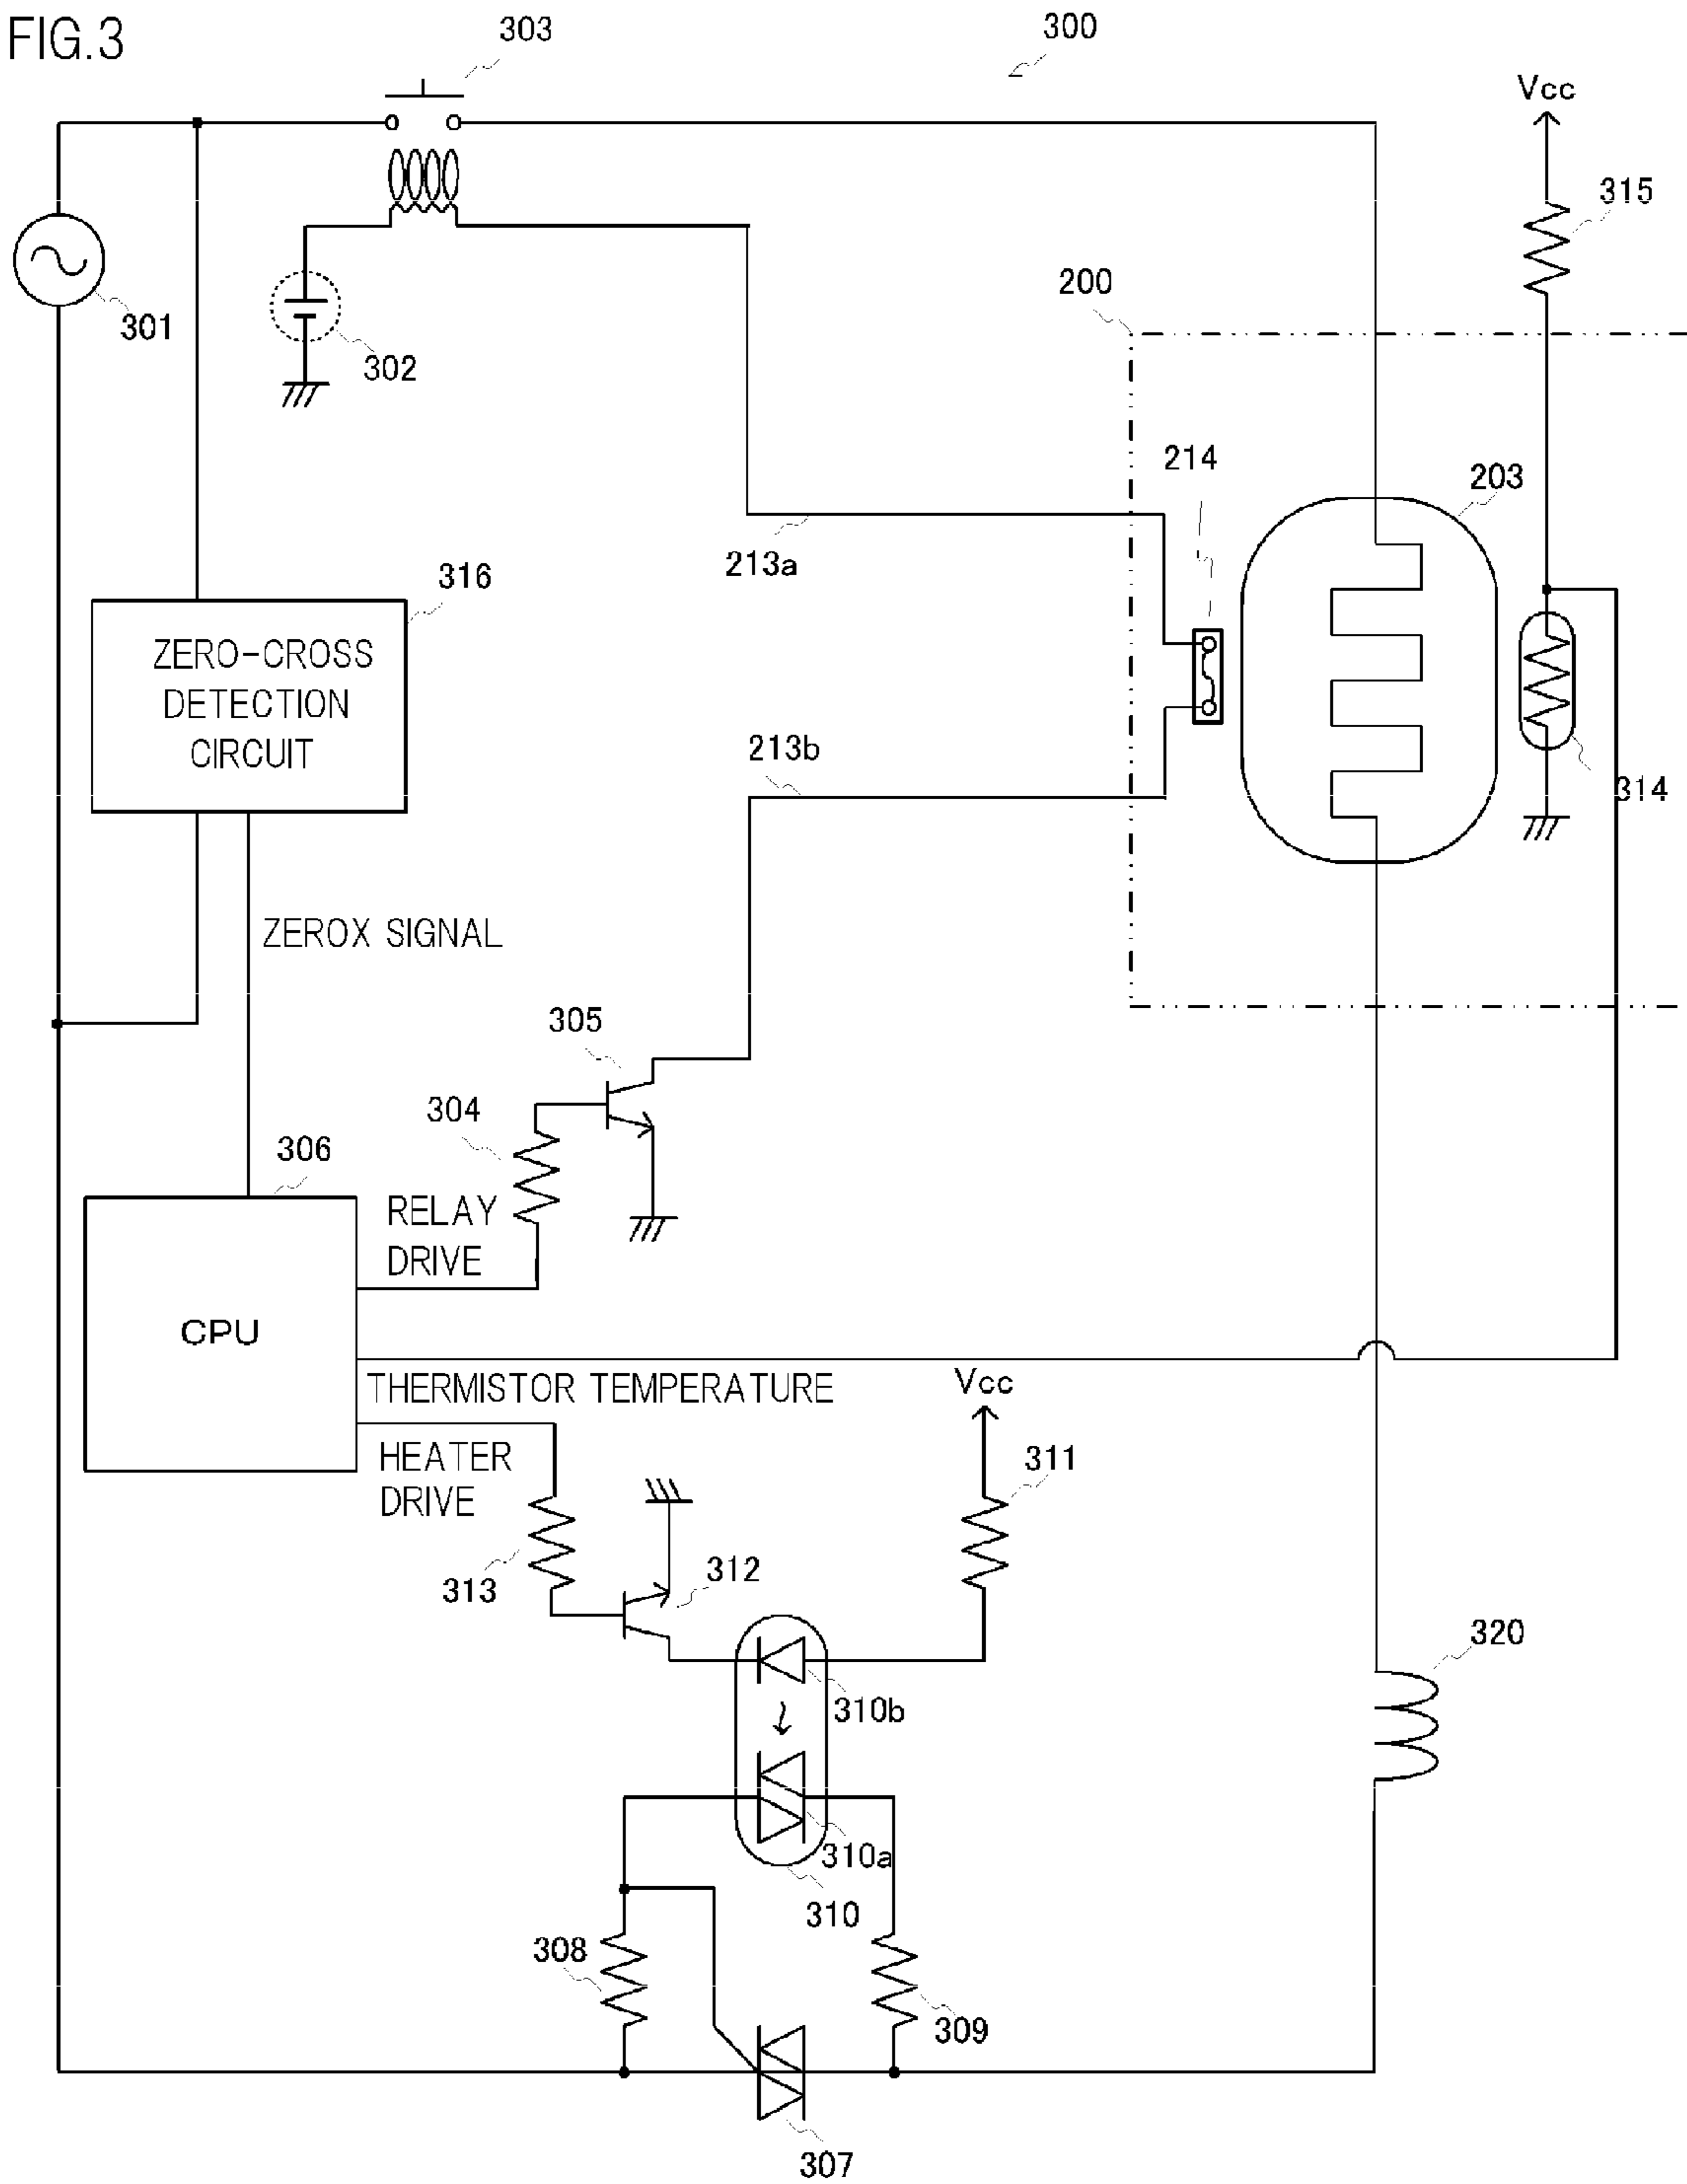 FIG.3
303
300
Vcc
315
301
302
200
214
203
213a
316
ZERO-CROSS
DETECTION
CIRCUIT
213b
314
ZEROX SIGNAL
305
304
306
RELAY
DRIVE
CPU
THERMISTOR TEMPERATURE
Vcc
HEATER
DRIVE
311
313
312
320
310b
310a
310
308
309
307